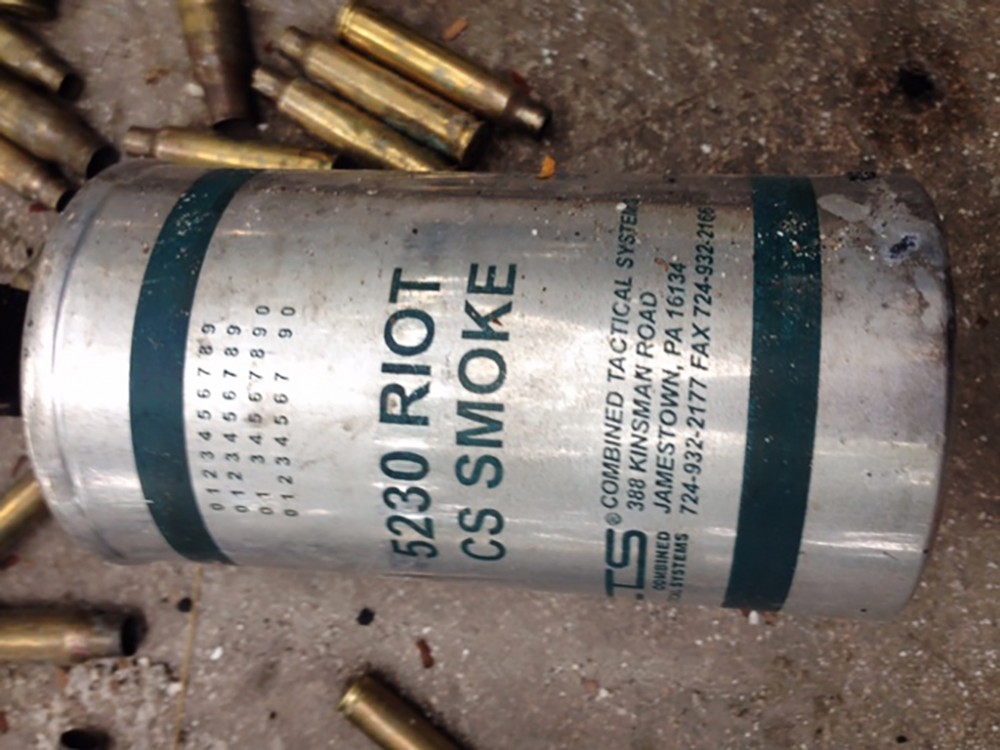 0 1 2 3 4 5 6 7 8 9
0 1 2 3 4 5 6 7 8 9
0 1 3 4 5 6 7 8 9 0
0 1 2 3 4 5 6 7 9 0
5230 RIOT
CS SMOKE
TS®
COMBINED
SYSTEMS
COMBINED TACTICAL SYSTEMS
388 KINSMAN ROAD
JAMESTOWN, PA 16134
724-932-2177 FAX 724-932-2166